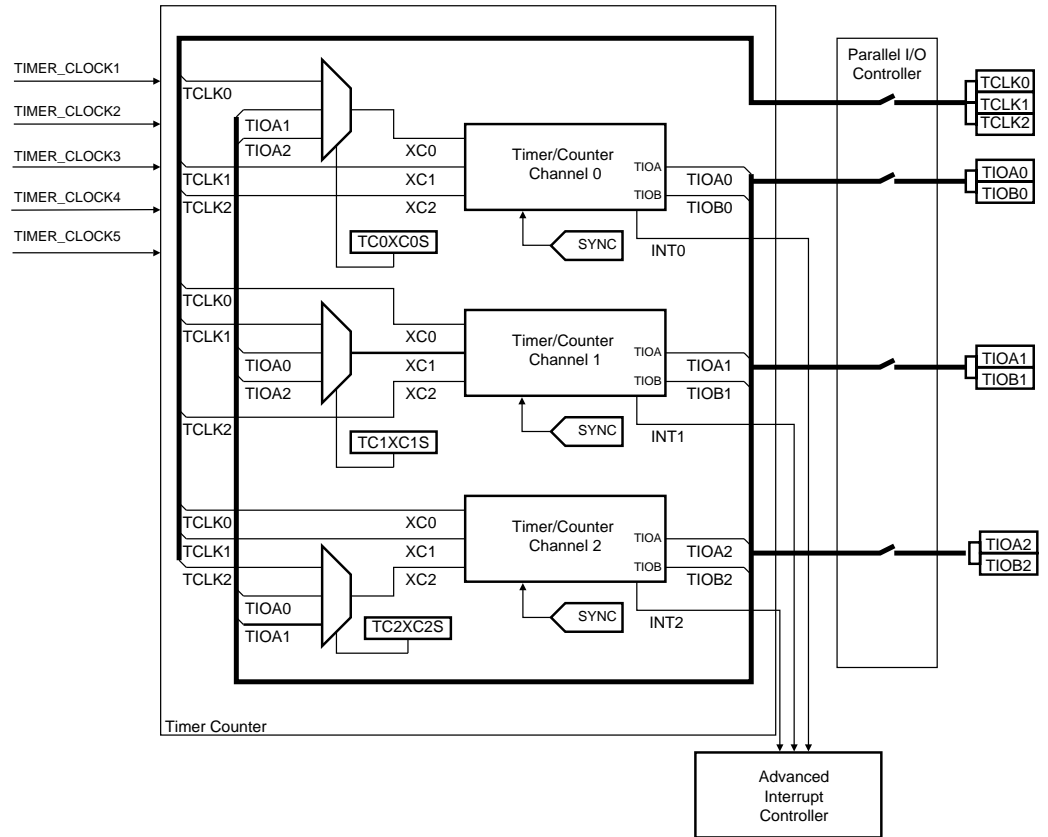 TIMER_CLOCK1
TIMER_CLOCK2
TIMER_CLOCK3
TIMER_CLOCK4
TIMER_CLOCK5
TCLK0
TIOA1
TIOA2
TCLK1
TCLK2
XC0
XC1
XC2
TC0XC0S
Timer/Counter
Channel 0
TIOA
TIOB
TIOA0
TIOB0
SYNC
INT0
TCLK0
TCLK1
TIOA0
TIOA2
TCLK2
XC0
XC1
XC2
TC1XC1S
Timer/Counter
Channel 1
TIOA
TIOB
TIOA1
TIOB1
SYNC
INT1
TCLK0
TCLK1
TCLK2
TIOA0
TIOA1
XC0
XC1
XC2
TC2XC2S
Timer/Counter
Channel 2
TIOA
TIOB
TIOA2
TIOB2
SYNC
INT2
Timer Counter
Parallel I/O
Controller
TCLK0
TCLK1
TCLK2
TIOA0
TIOB0
TIOA1
TIOB1
TIOA2
TIOB2
Advanced
Interrupt
Controller